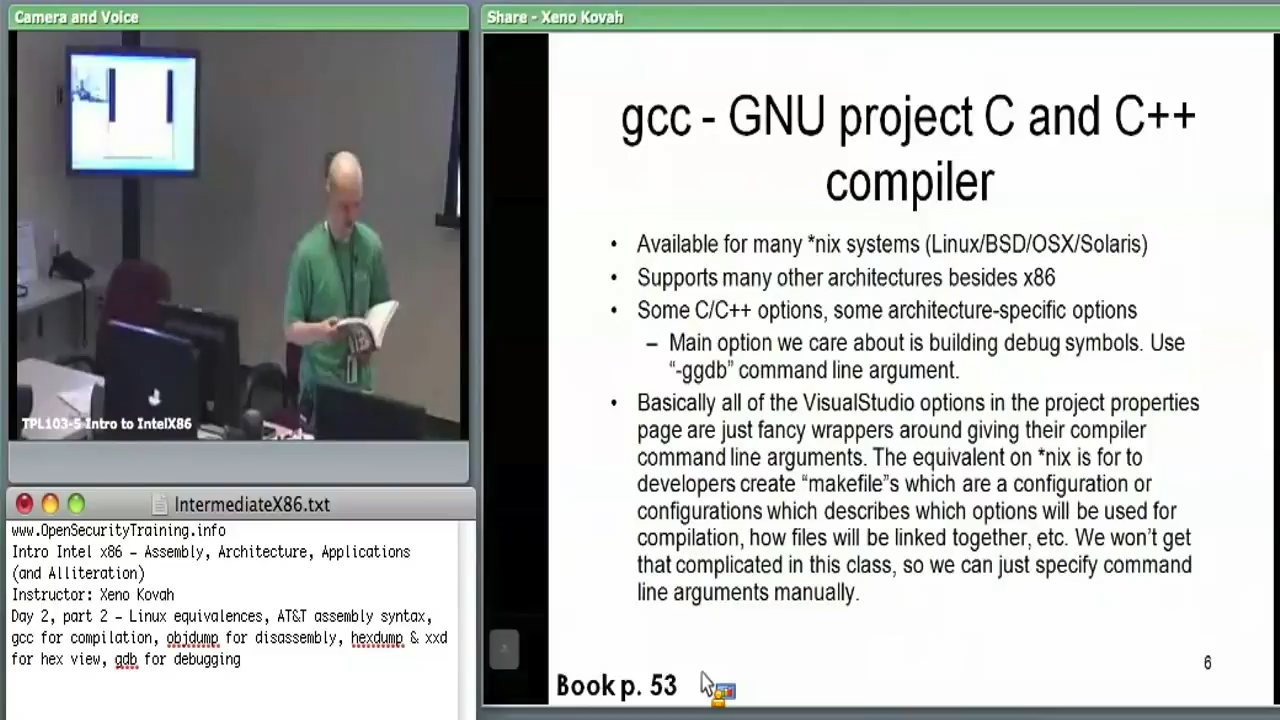 Camera and Voice
TPL103-5 Intro to IntelX86
IntermediateX86.txt
www.OpenSecurityTraining.info
Intro Intel x86 – Assembly, Architecture, Applications
(and Alliteration)
Instructor: Xeno Kovah
Day 2, part 2 – Linux equivalences, AT&T assembly syntax,
gcc for compilation, objdump for disassembly, hexdump & xxd
for hex view, gdb for debugging
Share - Xeno Kovah
gcc - GNU project C and C++
compiler
• Available for many *nix systems (Linux/BSD/OSX/Solaris)
• Supports many other architectures besides x86
• Some C/C++ options, some architecture-specific options
– Main option we care about is building debug symbols. Use
“-ggdb” command line argument.
• Basically all of the VisualStudio options in the project properties
page are just fancy wrappers around giving their compiler
command line arguments. The equivalent on *nix is for to
developers create “makefile”s which are a configuration or
configurations which describes which options will be used for
compilation, how files will be linked together, etc. We won’t get
that complicated in this class, so we can just specify command
line arguments manually.
6
Book p. 53